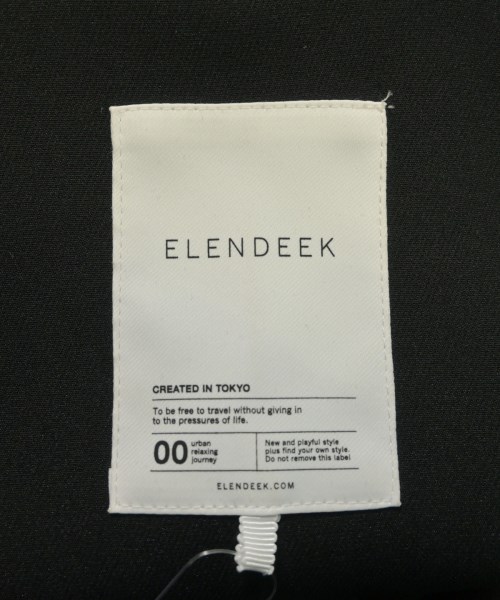 ELENDEEK
CREATED IN TOKYO
To be free to travel without giving in
to the pressures of life.
00
urban
relaxing
journey
New and playful style
plus find your own style.
Do not remove this label
ELENDEEK.COM